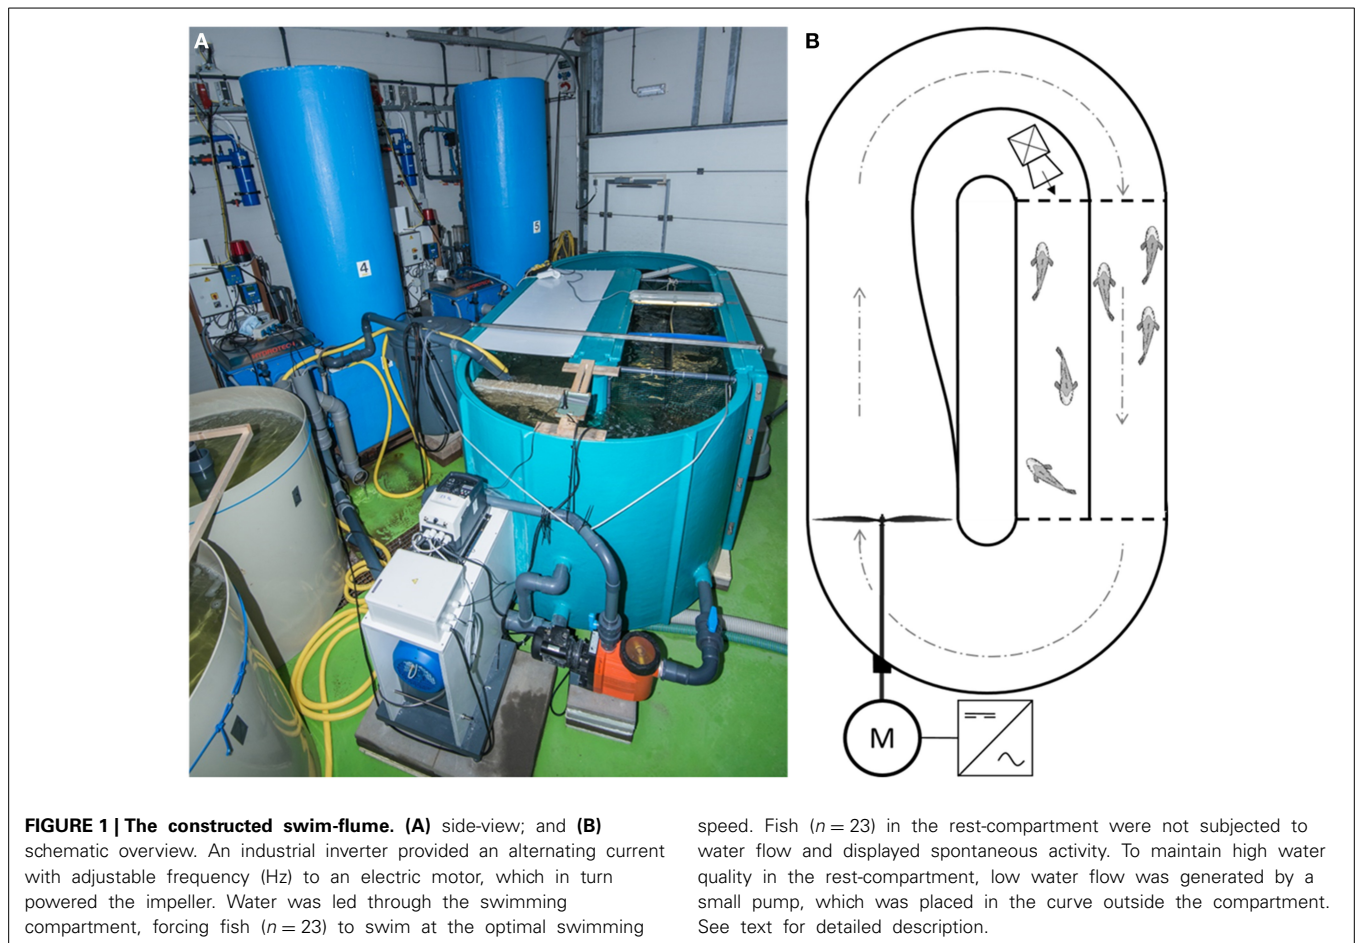 A
B
4
5
M
FIGURE 1 | The constructed swim-flume. (A) side-view; and (B)
schematic overview. An industrial inverter provided an alternating current
with adjustable frequency (Hz) to an electric motor, which in turn
powered the impeller. Water was led through the swimming
compartment, forcing fish (n = 23) to swim at the optimal swimming
speed. Fish (n = 23) in the rest-compartment were not subjected to
water flow and displayed spontaneous activity. To maintain high water
quality in the rest-compartment, low water flow was generated by a
small pump, which was placed in the curve outside the compartment.
See text for detailed description.